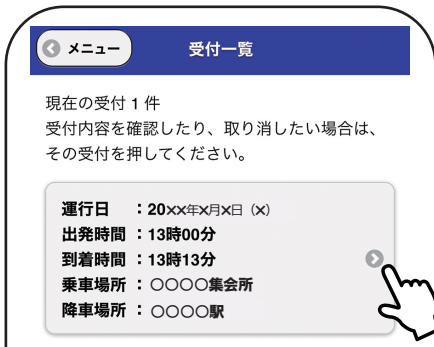 メニュー
受付一覧
現在の受付 1 件
受付内容を確認したり、取り消したい場合は、
その受付を押してください。
運行日　：20××年×月×日（×）
出発時間：13時00分
到着時間：13時13分
乗車場所：〇〇〇〇集会所
降車場所：〇〇〇〇駅